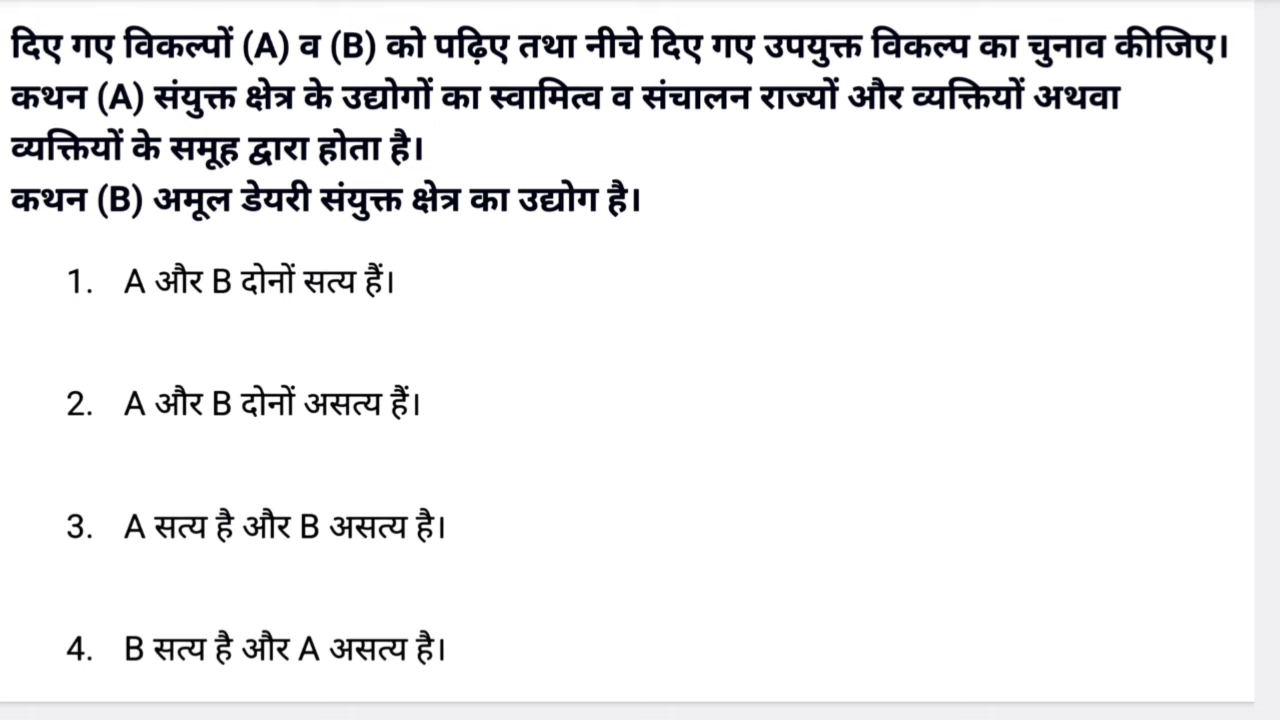 दिए गए विकल्पों (A) व (B) को पढ़िए तथा नीचे दिए गए उपयुक्त विकल्प का चुनाव कीजिए।
कथन (A) संयुक्त क्षेत्र के उद्योगों का स्वामित्व व संचालन राज्यों और व्यक्तियों अथवा
व्यक्तियों के समूह द्वारा होता है।
कथन (B) अमूल डेयरी संयुक्त क्षेत्र का उद्योग है।
1. A और B दोनों सत्य हैं।
2. A और B दोनों असत्य हैं।
3. A सत्य है और B असत्य है।
4. B सत्य है और A असत्य है।